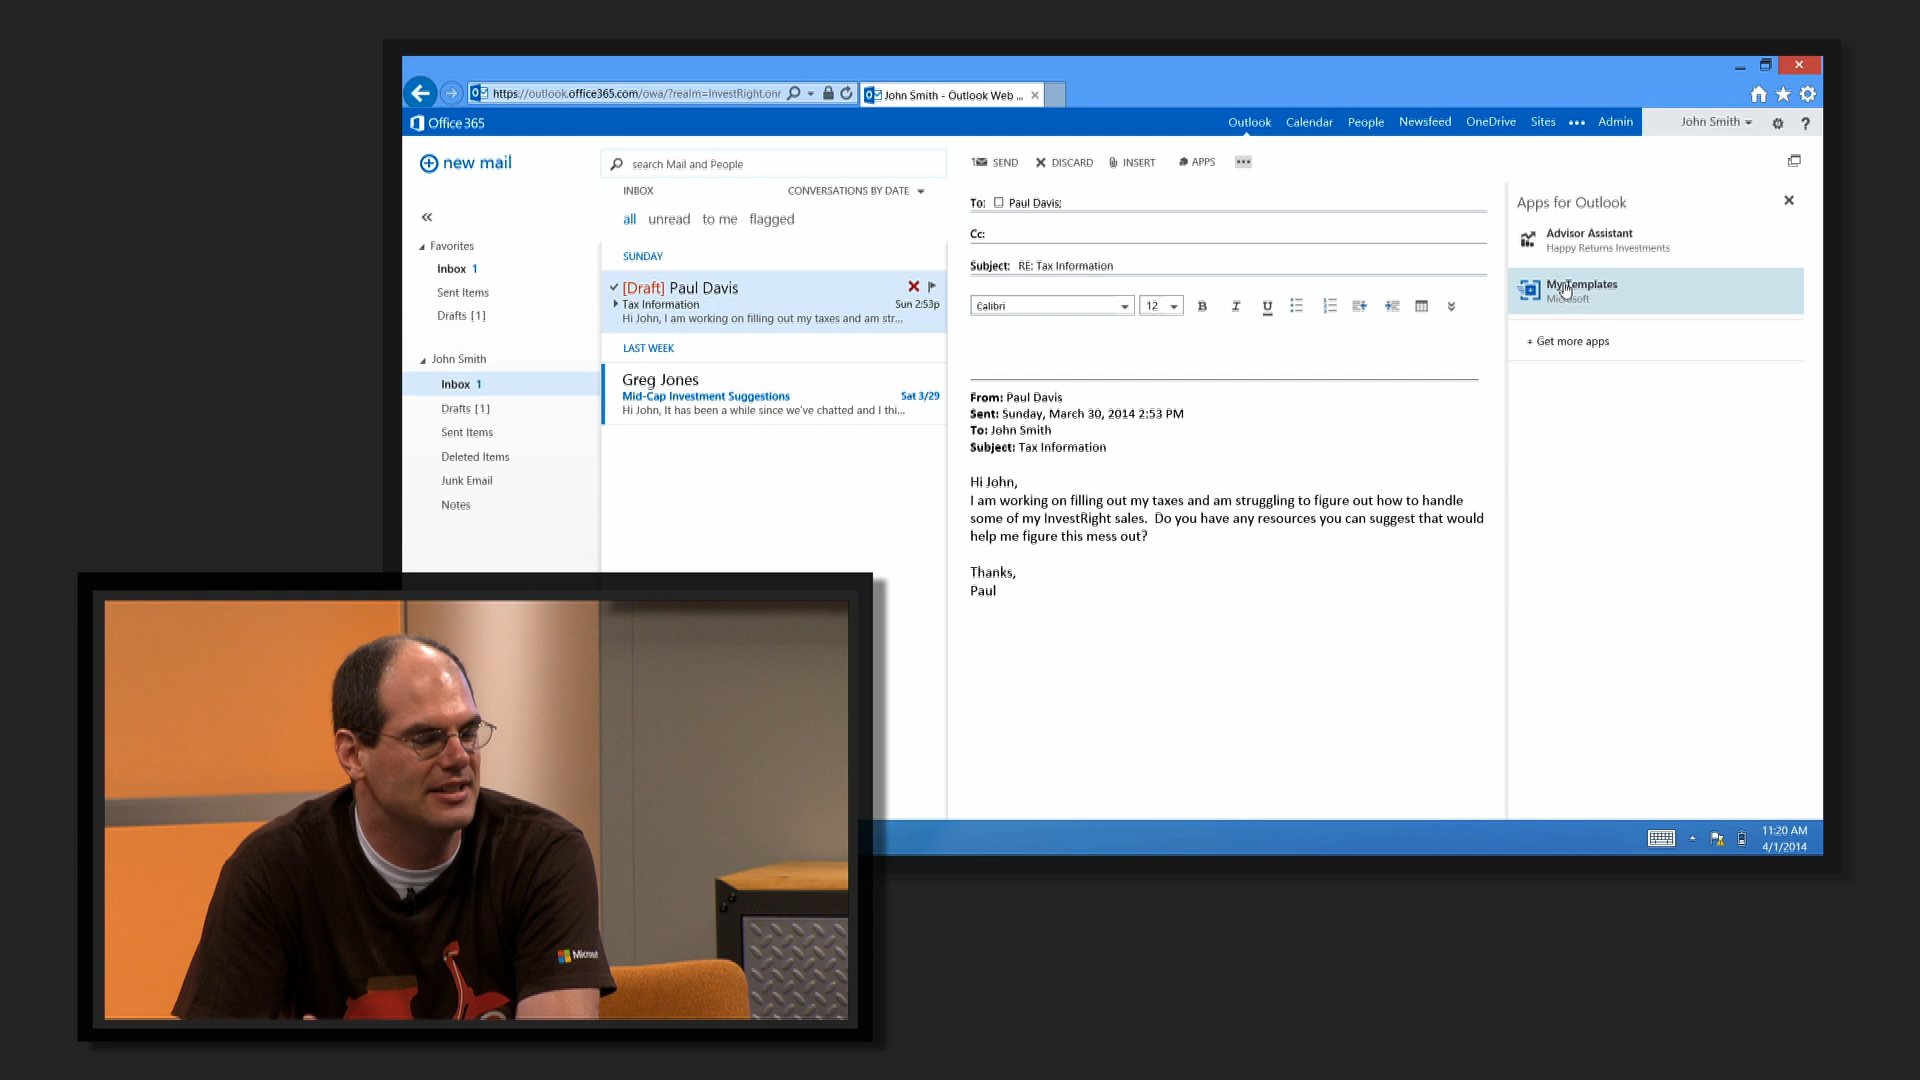 https://outlook.office365.com/owa/?realm=InvestRight.onr
John Smith - Outlook Web ...
Office 365
Outlook Calendar People Newsfeed OneDrive Sites ••• Admin John Smith ?
new mail
search Mail and People
SEND DISCARD INSERT APPS •••
INBOX CONVERSATIONS BY DATE
all unread to me flagged
Favorites
Inbox 1
Sent Items
Drafts [1]
John Smith
Inbox 1
Drafts [1]
Sent Items
Deleted Items
Junk Email
Notes
SUNDAY
[Draft] Paul Davis
Tax Information Sun 2:53p
Hi John, I am working on filling out my taxes and am str...
LAST WEEK
Greg Jones
Mid-Cap Investment Suggestions Sat 3/29
Hi John, It has been a while since we've chatted and I thi...
To: Paul Davis;
Cc:
Subject: RE: Tax Information
Calibri 12 B I U
From: Paul Davis
Sent: Sunday, March 30, 2014 2:53 PM
To: John Smith
Subject: Tax Information
Hi John,
I am working on filling out my taxes and am struggling to figure out how to handle
some of my InvestRight sales. Do you have any resources you can suggest that would
help me figure this mess out?
Thanks,
Paul
Apps for Outlook
Advisor Assistant
Happy Returns Investments
My Templates
Microsoft
+ Get more apps
11:20 AM
4/1/2014
Microsoft